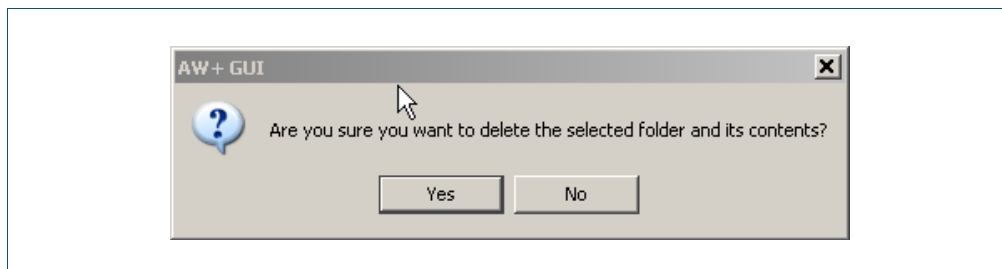 AW+ GUI
Are you sure you want to delete the selected folder and its contents?
Yes No